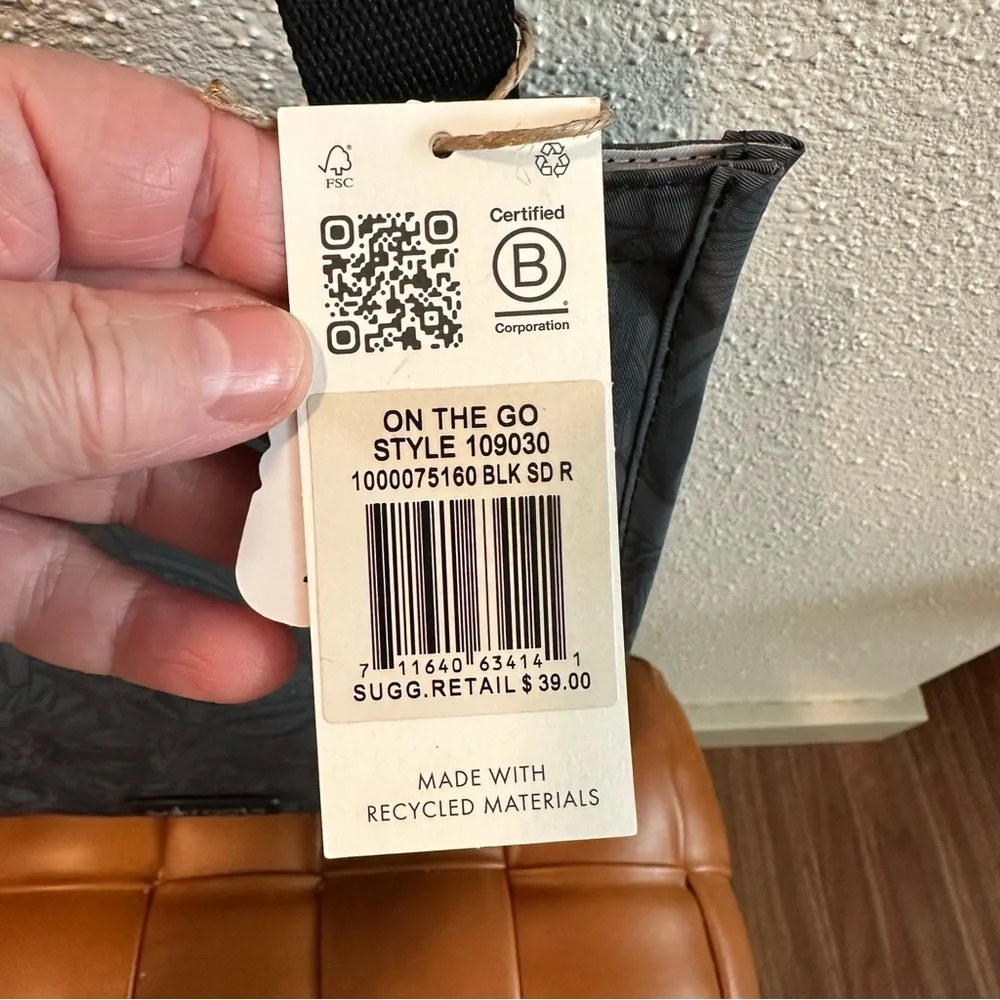 FSC
Certified
B
Corporation
ON THE GO
STYLE 109030
1000075160 BLK SD R
7 11640 63414 1
SUGG.RETAIL $ 39.00
MADE WITH
RECYCLED MATERIALS